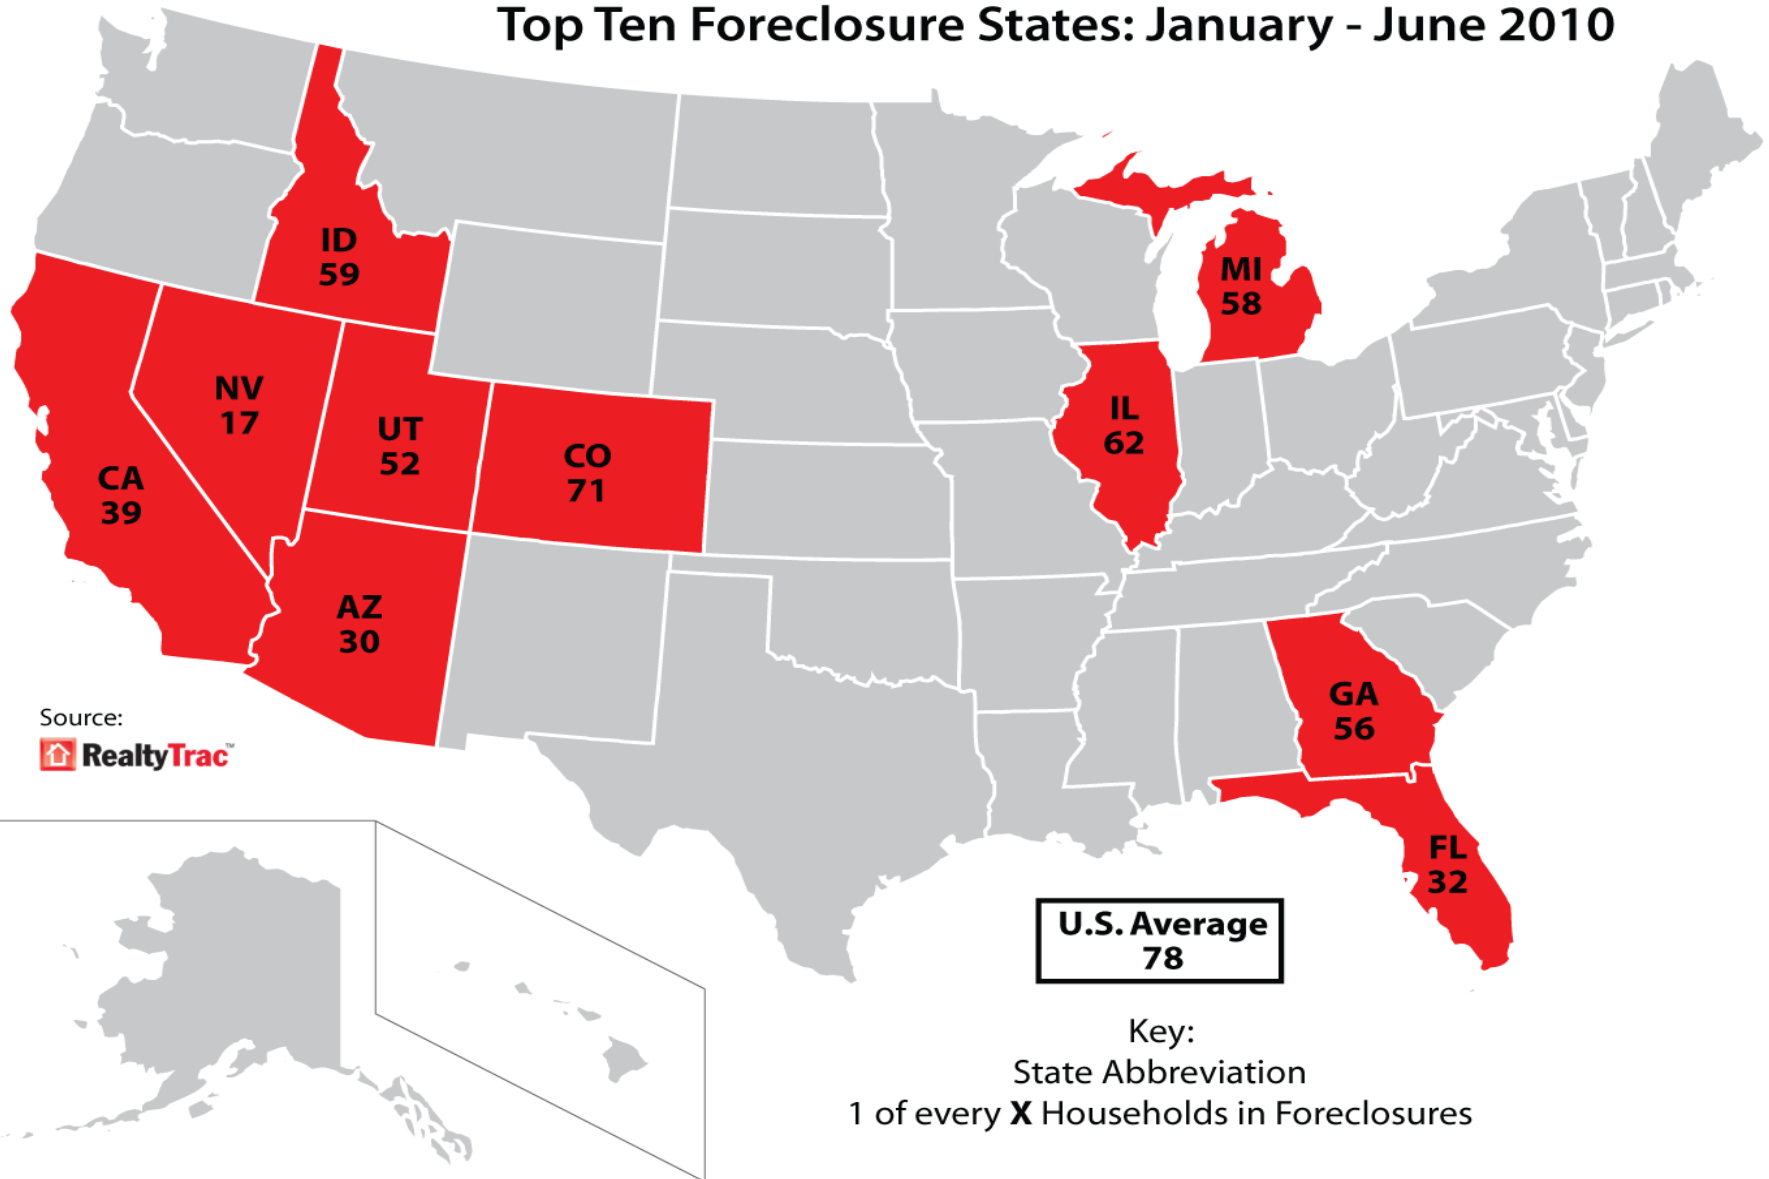 Top Ten Foreclosure States: January - June 2010
ID
59
MI
58
NV
17
UT
52
CO
71
IL
62
CA
39
AZ
30
GA
56
FL
32
Source:
RealtyTrac™
U.S. Average
78
Key:
State Abbreviation
1 of every X Households in Foreclosures